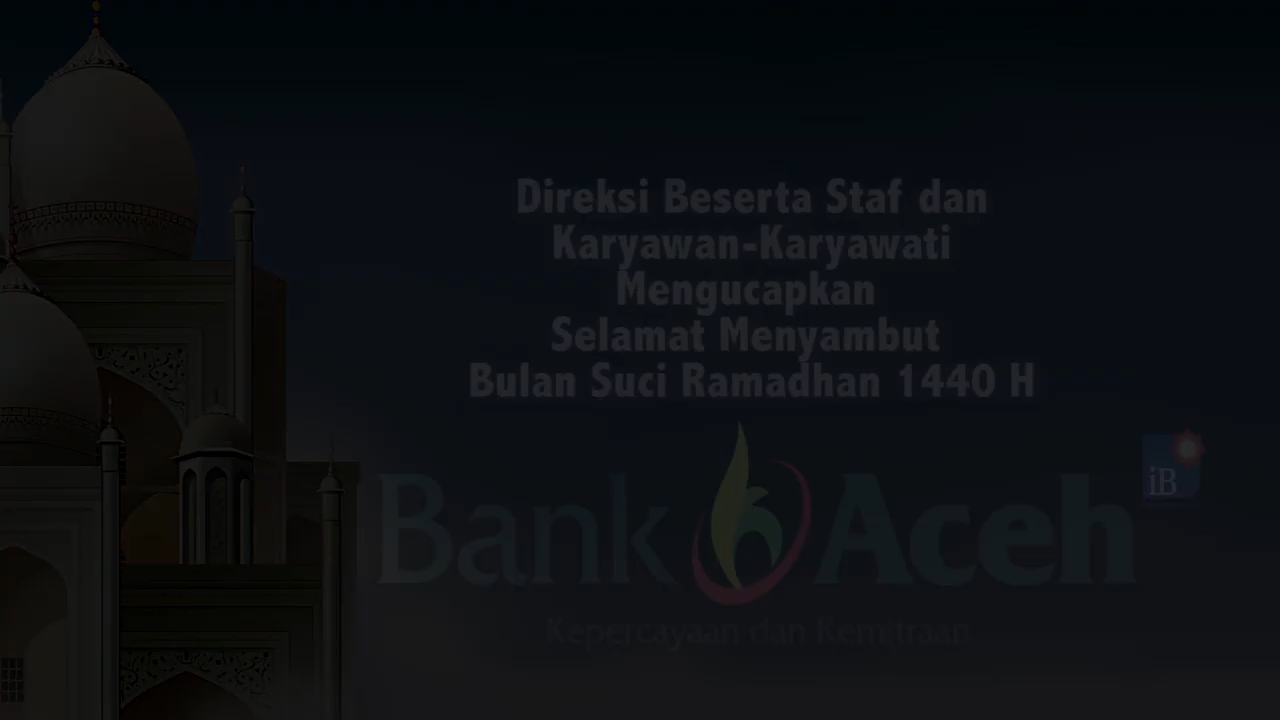 Direksi Beserta Staf dan
Karyawan-Karyawati
Mengucapkan
Selamat Menyambut
Bulan Suci Ramadhan 1440 H
Bank Aceh iB
Kepercayaan dan Kemitraan